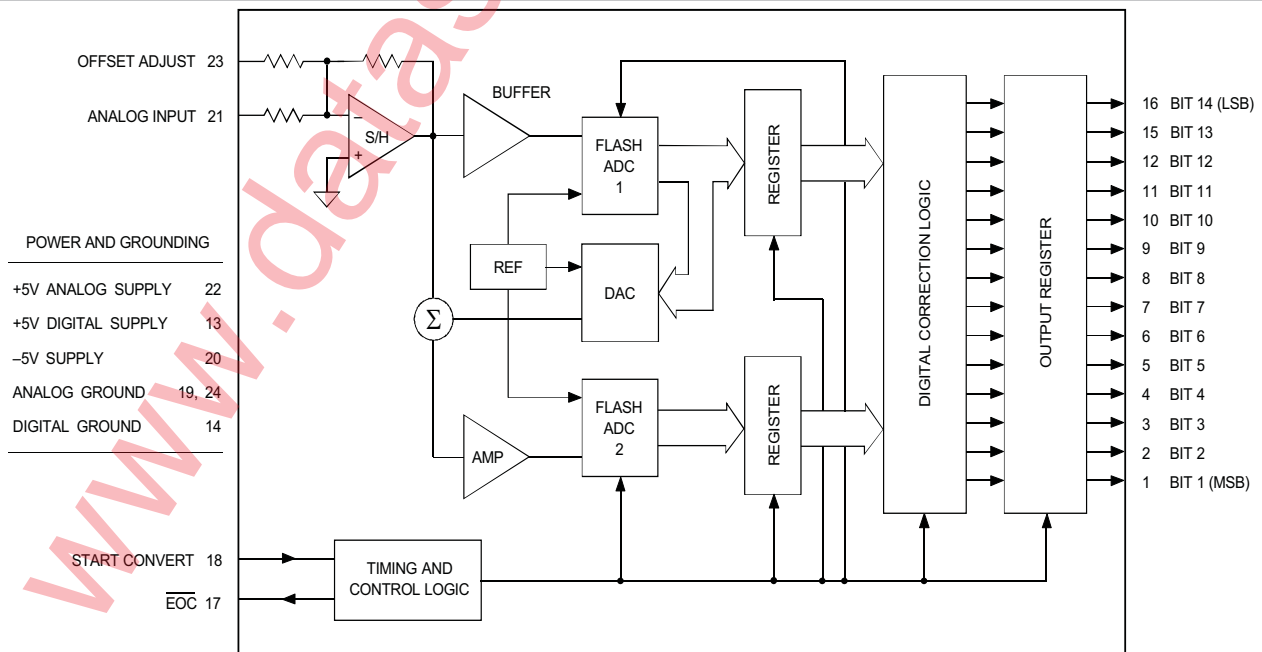 OFFSET ADJUST 23
ANALOG INPUT 21
S/H
–
+
BUFFER
FLASH
ADC
1
REGISTER
REF
DAC
Σ
AMP
FLASH
ADC
2
REGISTER
DIGITAL CORRECTION LOGIC
OUTPUT REGISTER
16 BIT 14 (LSB)
15 BIT 13
12 BIT 12
11 BIT 11
10 BIT 10
9 BIT 9
8 BIT 8
7 BIT 7
6 BIT 6
5 BIT 5
4 BIT 4
3 BIT 3
2 BIT 2
1 BIT 1 (MSB)
POWER AND GROUNDING
+5V ANALOG SUPPLY 22
+5V DIGITAL SUPPLY 13
–5V SUPPLY 20
ANALOG GROUND 19, 24
DIGITAL GROUND 14
START CONVERT 18
EOC 17
TIMING AND
CONTROL LOGIC
www.datas